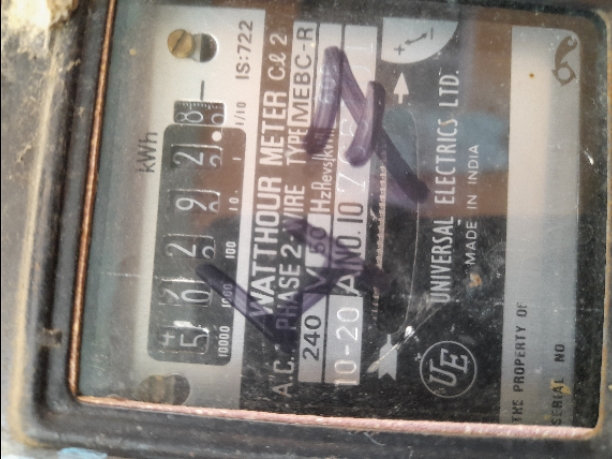 kWh
10000 1000 100 10. 1 1/10
IS:722
A.C. WATTHOUR METER Cl 2
PHASE 2-WIRE TYPE MEBC-R
240 V 50 Hz Revs/kWh
10-20 A NO. 10
UE
UNIVERSAL ELECTRICS LTD.
MADE IN INDIA
THE PROPERTY OF
SERIAL NO